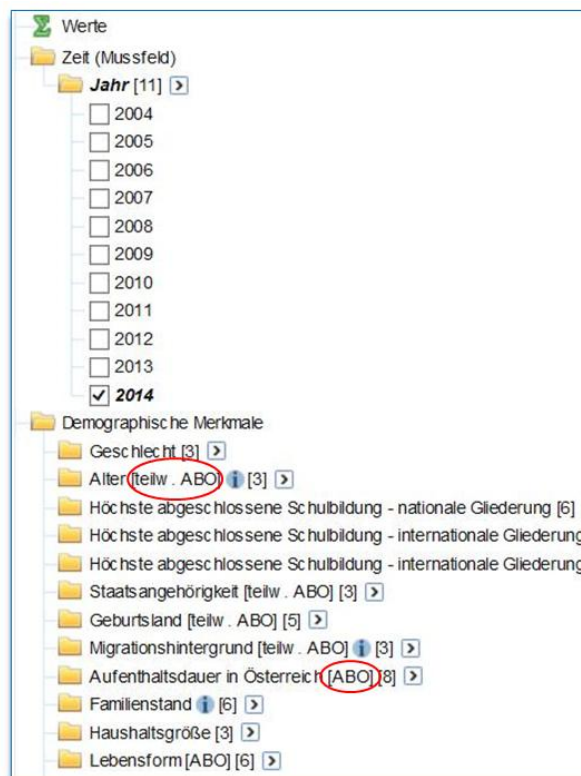 Werte
Zeit (Mussfeld)
Jahr [11]
2004
2005
2006
2007
2008
2009
2010
2011
2012
2013
2014
Demographische Merkmale
Geschlecht [3]
Alter [teilw. ABO] [3]
Höchste abgeschlossene Schulbildung - nationale Gliederung [6]
Höchste abgeschlossene Schulbildung - internationale Gliederung
Höchste abgeschlossene Schulbildung - internationale Gliederung
Staatsangehörigkeit [teilw. ABO] [3]
Geburtsland [teilw. ABO] [5]
Migrationshintergrund [teilw. ABO] [3]
Aufenthaltsdauer in Österreich [ABO] [8]
Familienstand [6]
Haushaltsgröße [3]
Lebensform [ABO] [6]